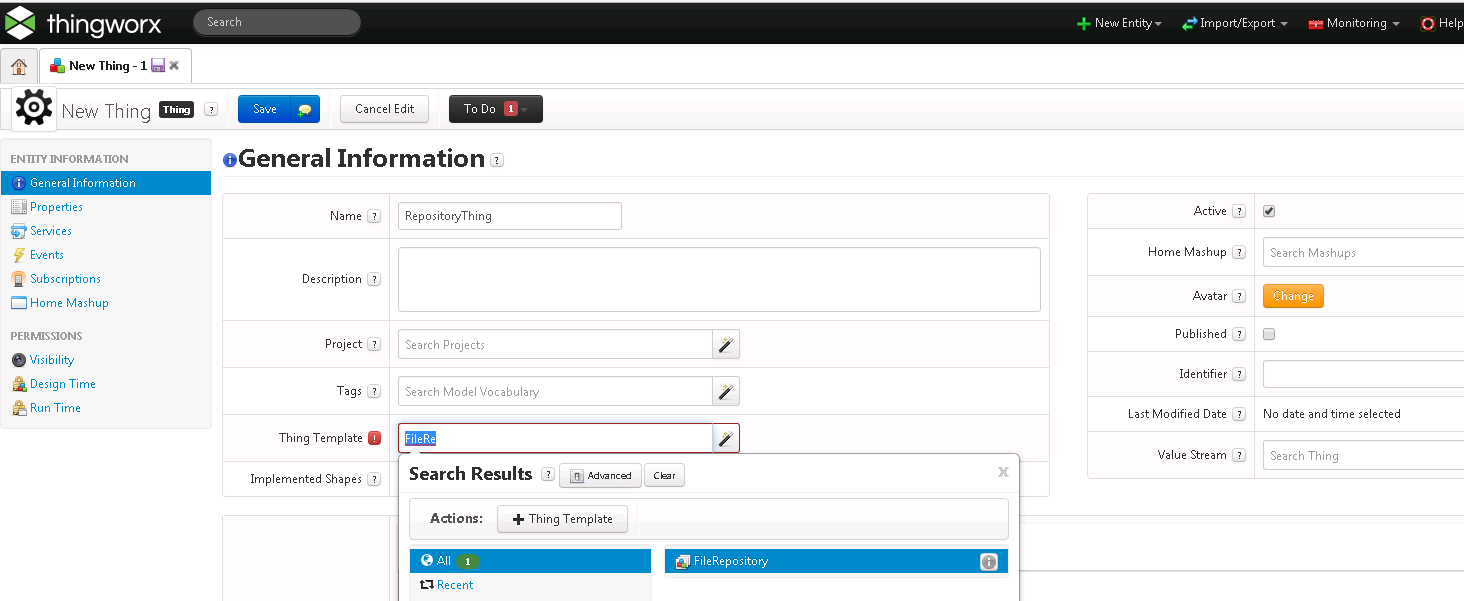 thingworx Search New Entity Import/Export Monitoring Help
New Thing - 1
New Thing Thing ? Save Cancel Edit To Do 1
ENTITY INFORMATION
General Information
Properties
Services
Events
Subscriptions
Home Mashup
PERMISSIONS
Visibility
Design Time
Run Time
General Information ?
Name ? RepositoryThing
Description ?
Project ? Search Projects
Tags ? Search Model Vocabulary
Thing Template ! FileRe
Implemented Shapes ?
Search Results ? Advanced Clear x
Actions: + Thing Template
All 1
Recent
FileRepository i
Active ?
Home Mashup ? Search Mashups
Avatar ? Change
Published ?
Identifier ?
Last Modified Date ? No date and time selected
Value Stream ? Search Thing